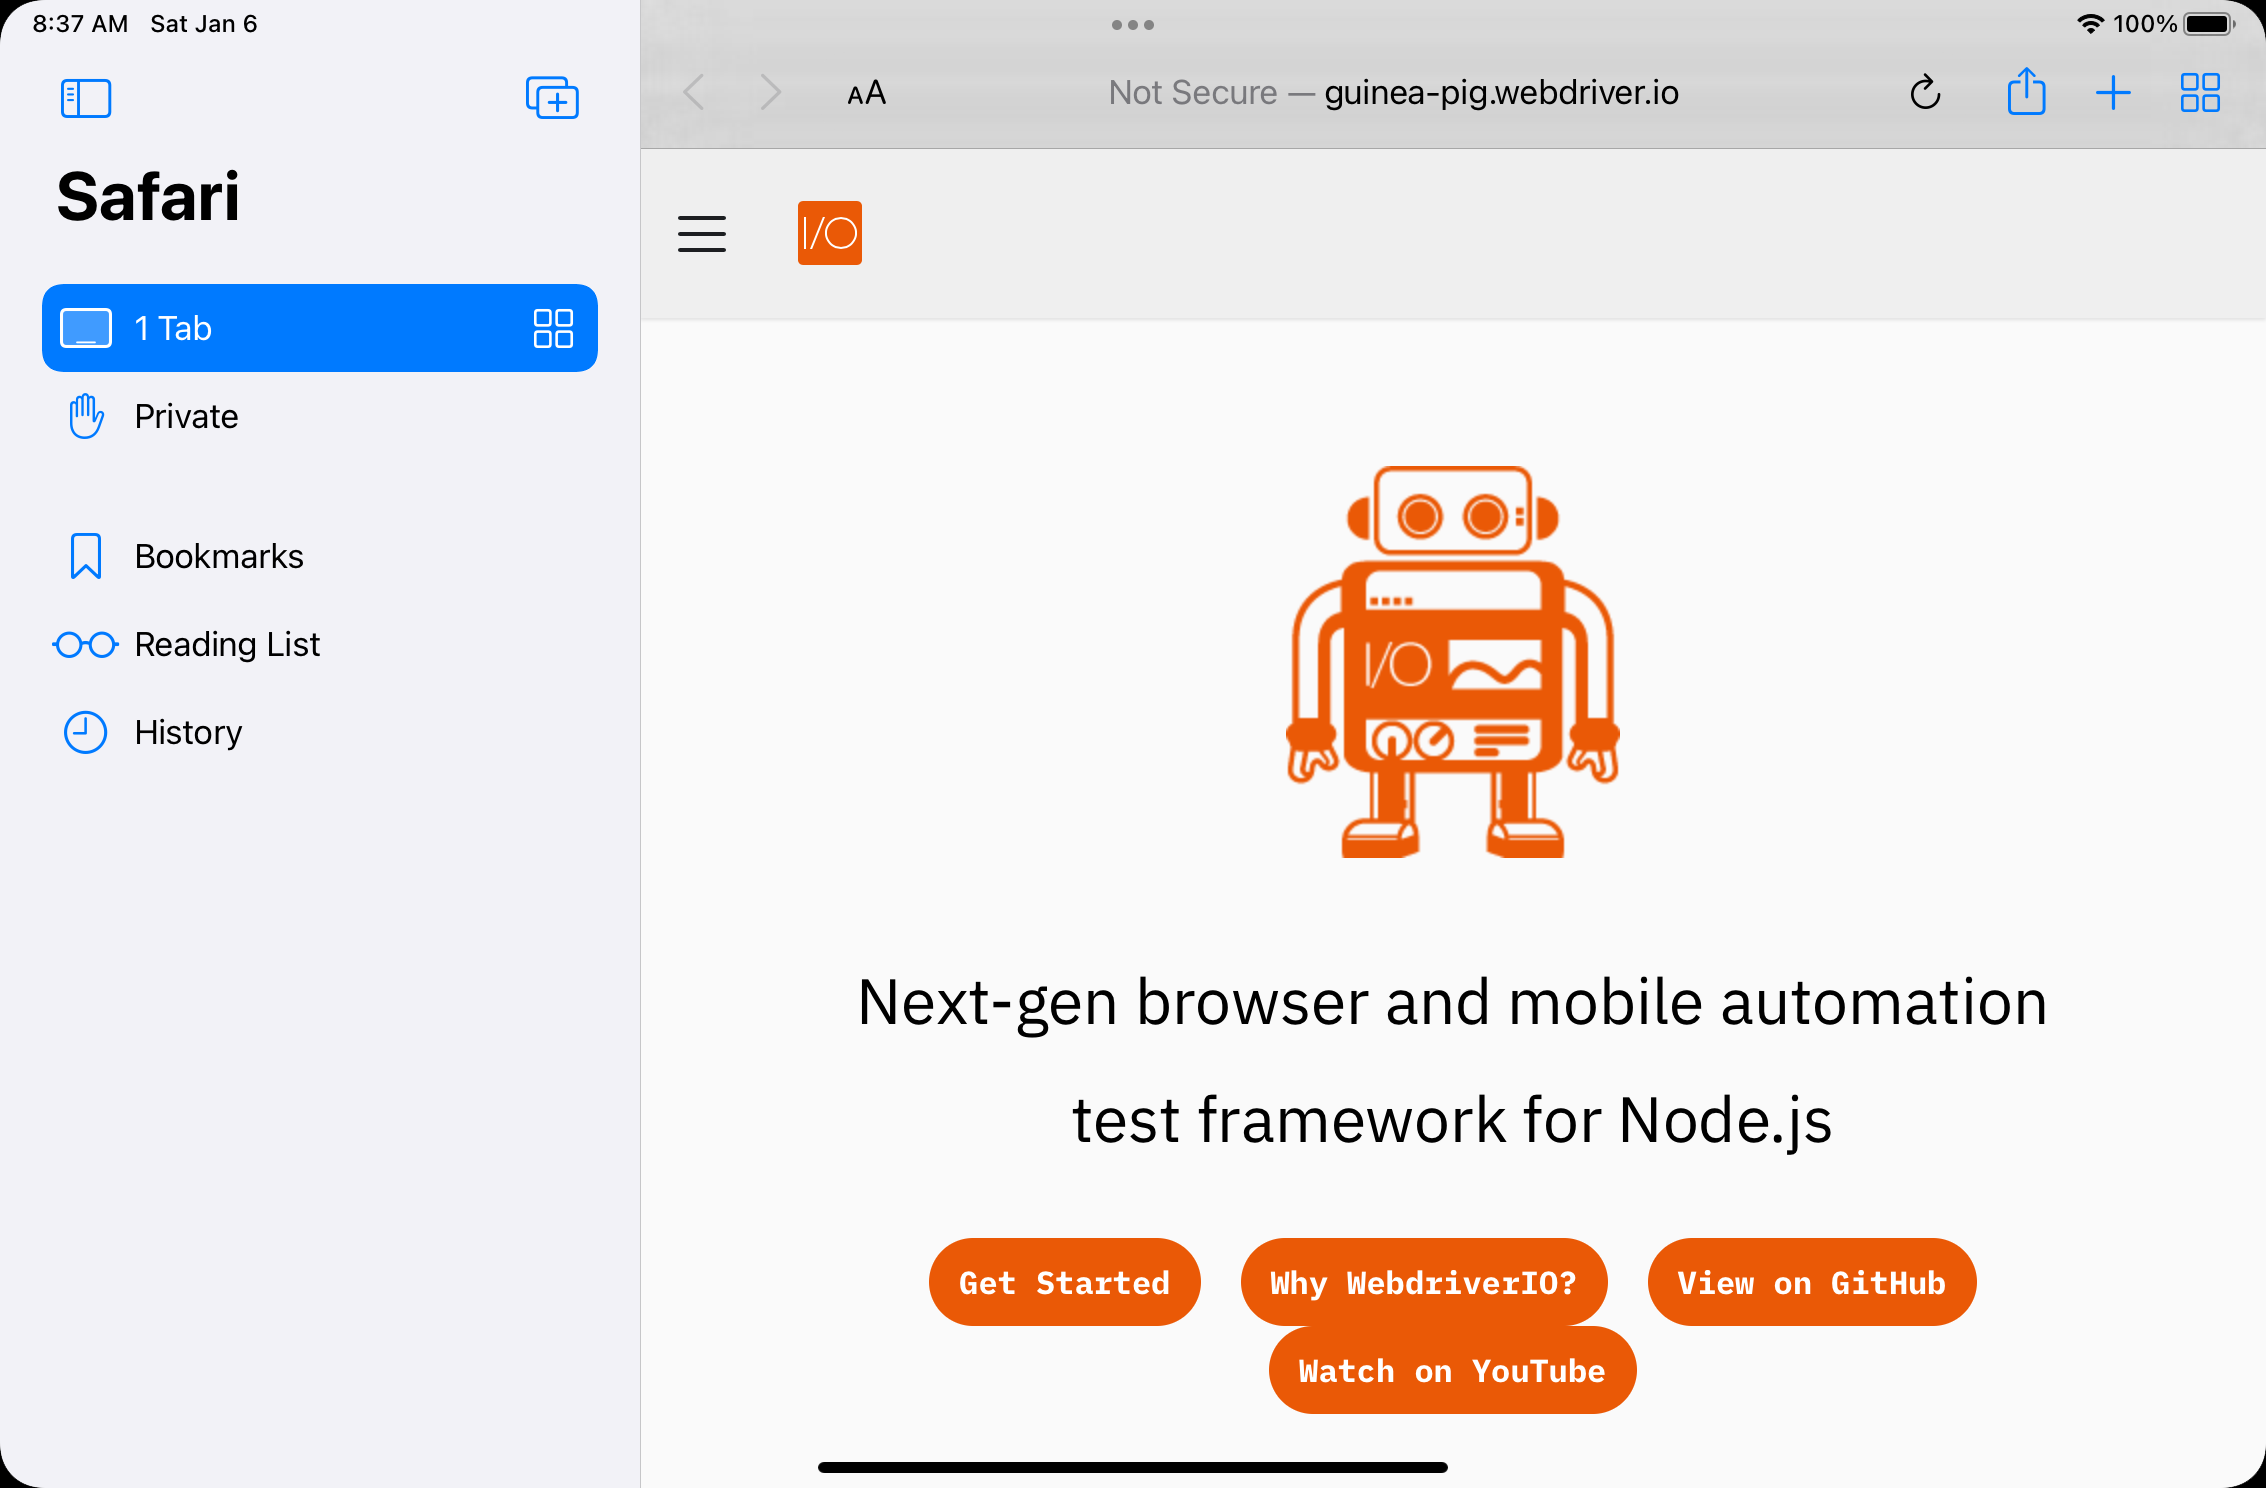 8:37 AM Sat Jan 6
100%
Safari
1 Tab
Private
Bookmarks
Reading List
History
AA
Not Secure — guinea-pig.webdriver.io
I/O
I/O
Next-gen browser and mobile automation
test framework for Node.js
Get Started
Why WebdriverIO?
View on GitHub
Watch on YouTube